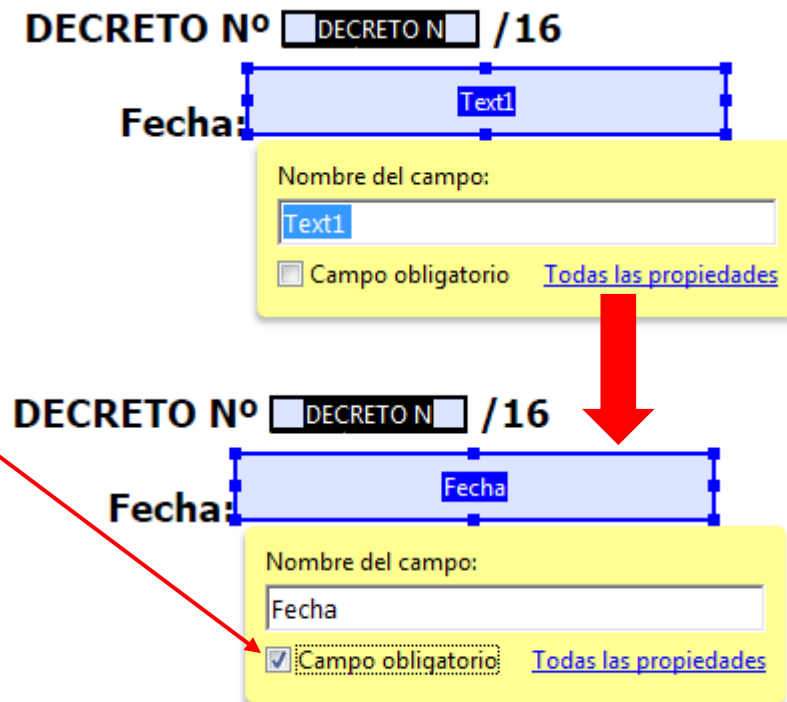 DECRETO Nº DECRETO N /16
Text1
Fecha:
Nombre del campo:
Text1
Campo obligatorio Todas las propiedades
DECRETO Nº DECRETO N /16
Fecha
Fecha:
Nombre del campo:
Fecha
Campo obligatorio Todas las propiedades